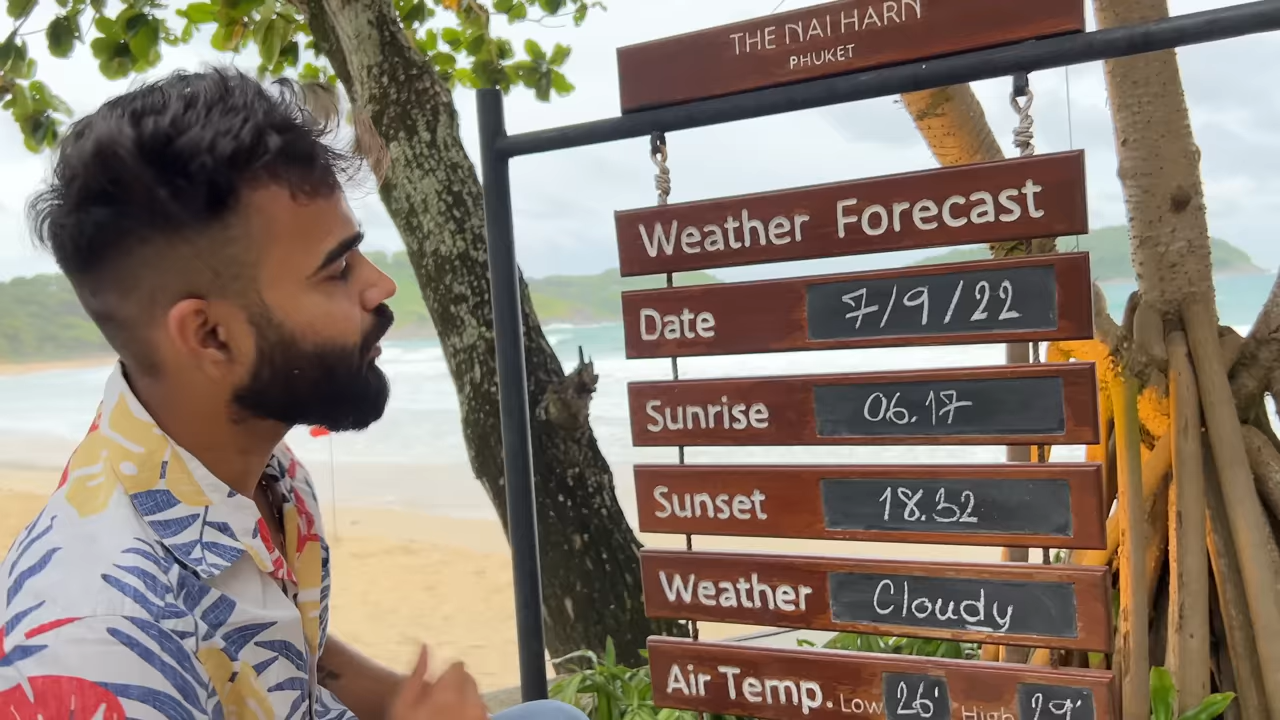 THE NAI HARN
PHUKET
Weather Forecast
Date 7/9/22
Sunrise 06.17
Sunset 18.32
Weather Cloudy
Air Temp. Low 26' High 29'